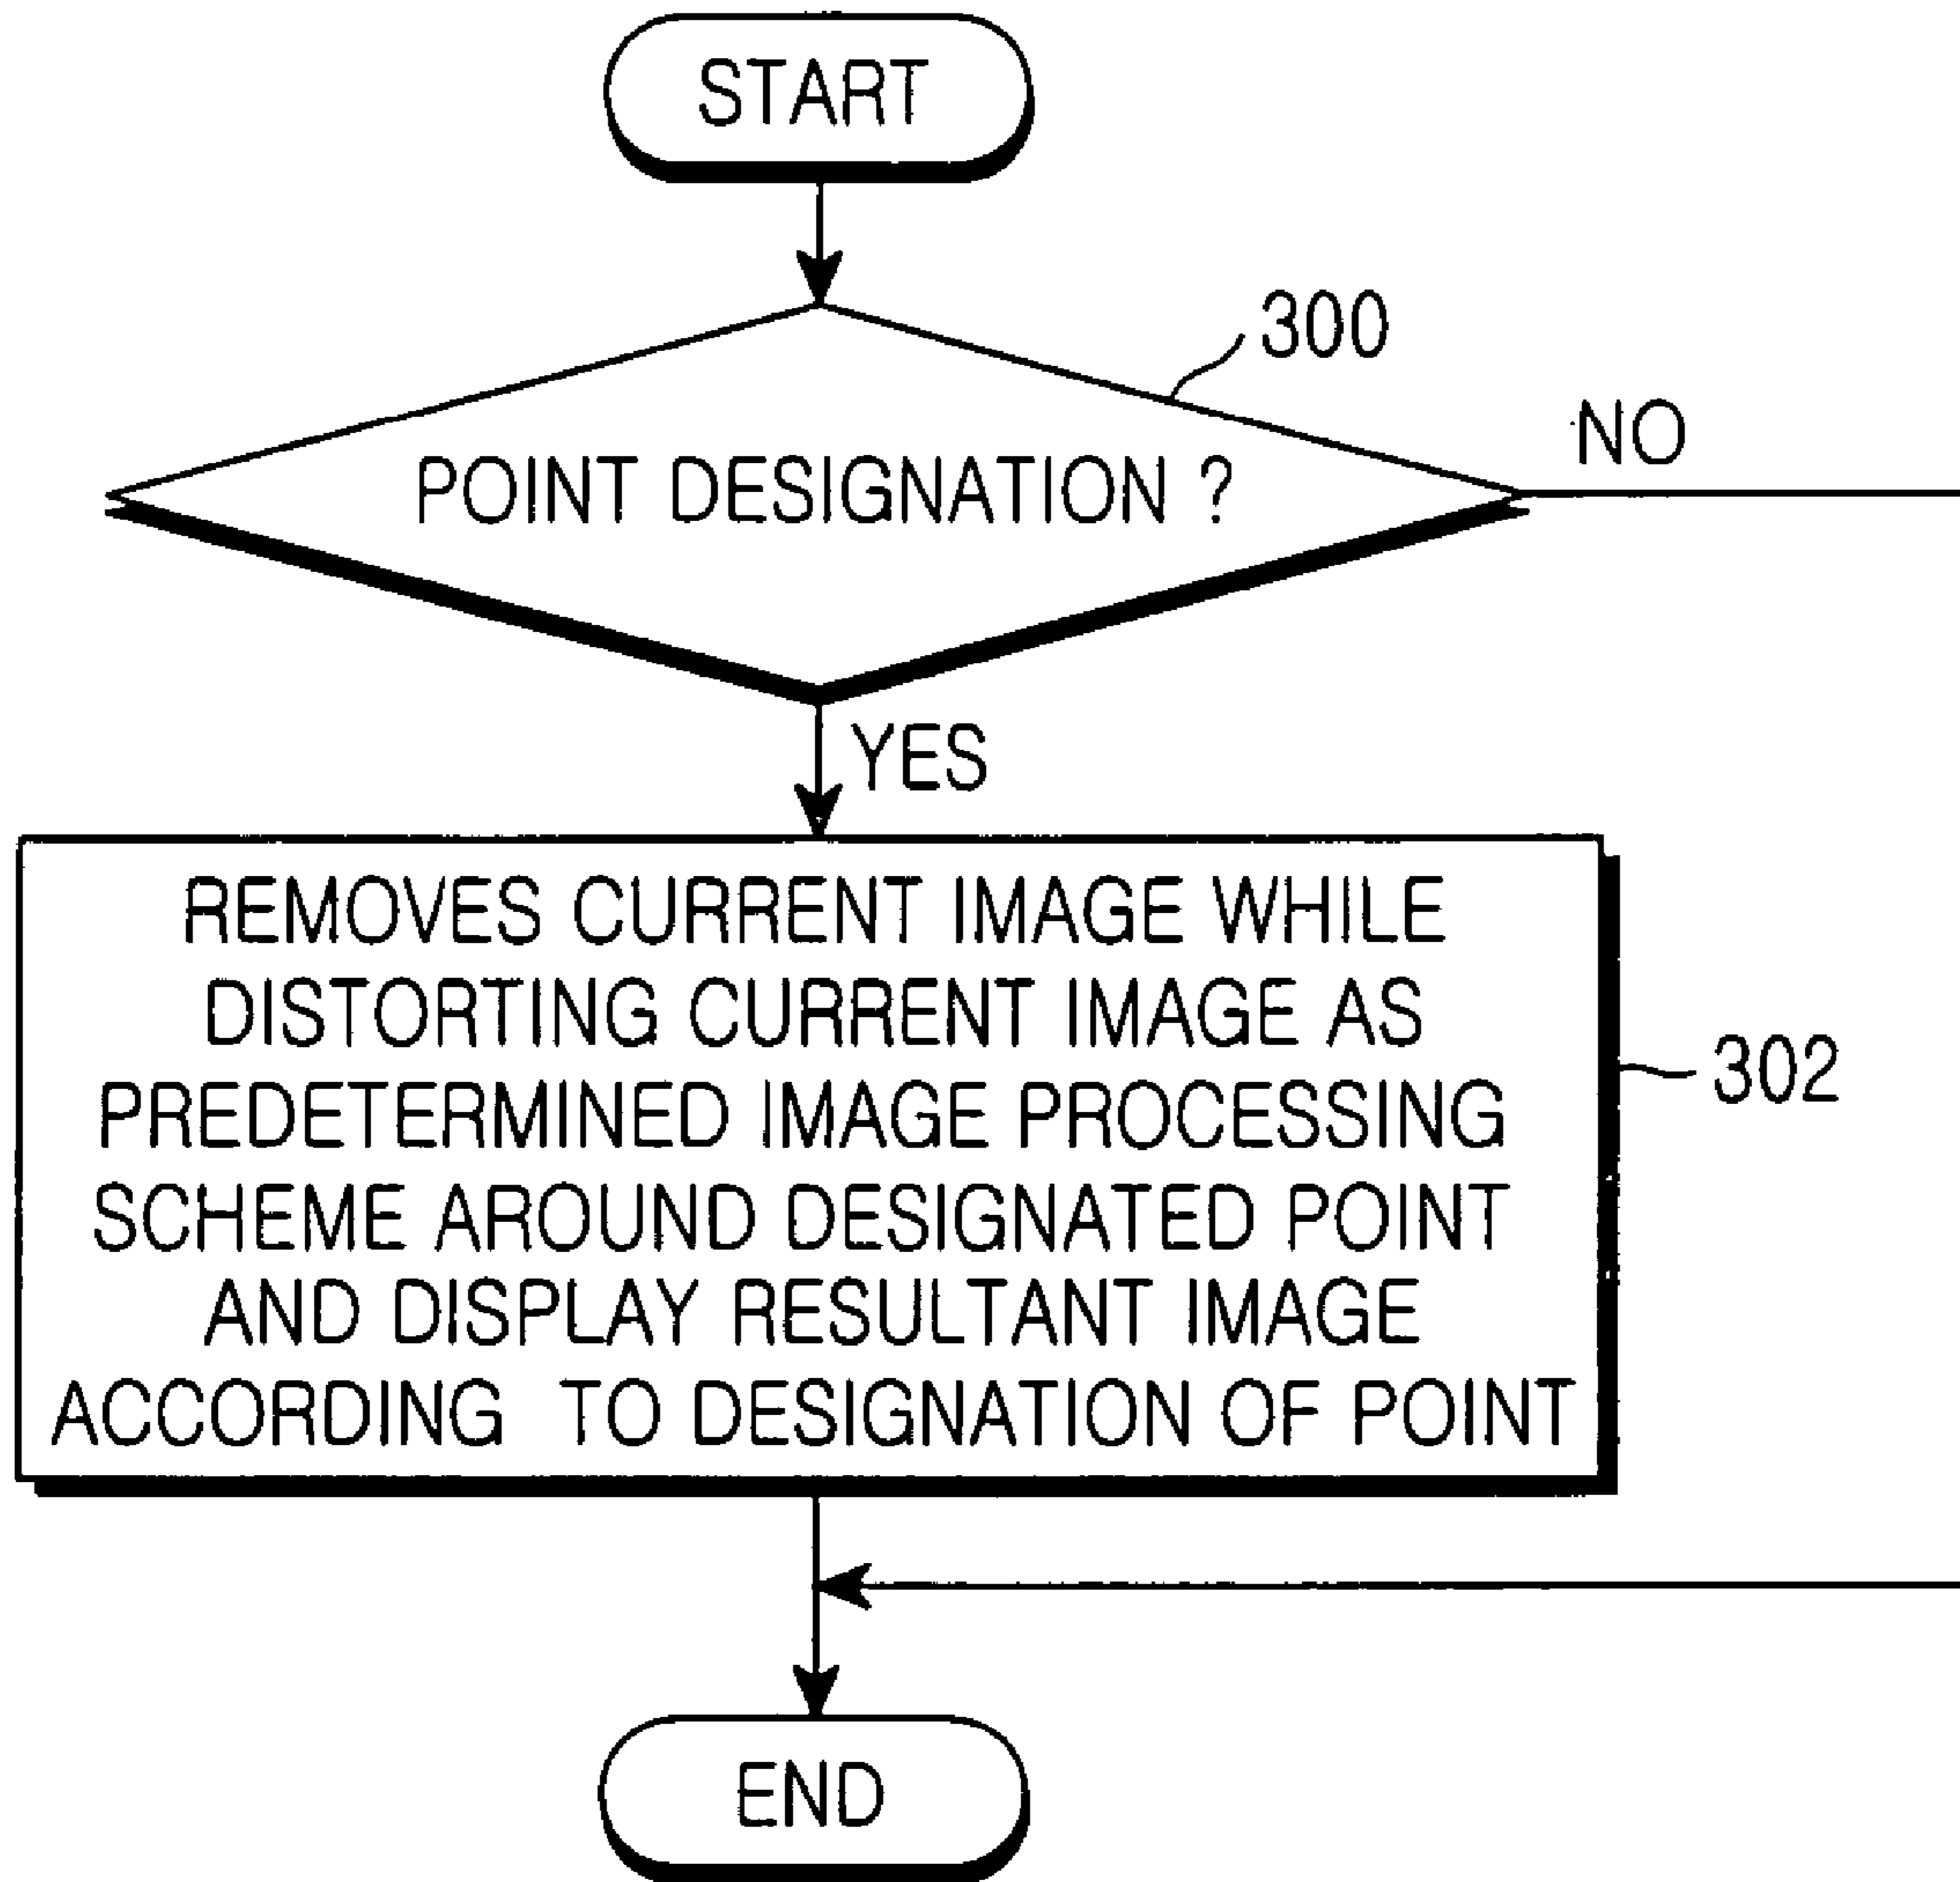 START
300
NO
POINT DESIGNATION ?
YES
REMOVES CURRENT IMAGE WHILE
DISTORTING CURRENT IMAGE AS
PREDETERMINED IMAGE PROCESSING
SCHEME AROUND DESIGNATED POINT
AND DISPLAY RESULTANT IMAGE
ACCORDING TO DESIGNATION OF POINT
302
END